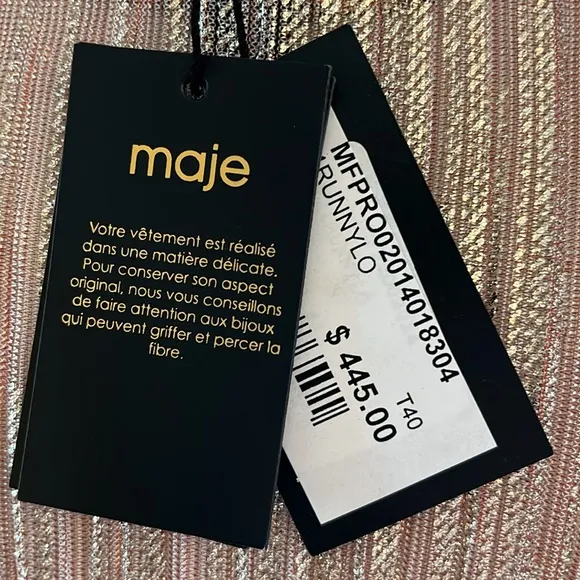 maje
Votre vêtement est réalisé
dans une matière délicate.
Pour conserver son aspect
original, nous vous conseillons
de faire attention aux bijoux
qui peuvent griffer et percer la
fibre.
MFPRO02014018304
RUNNYLO
T40
$ 445.00